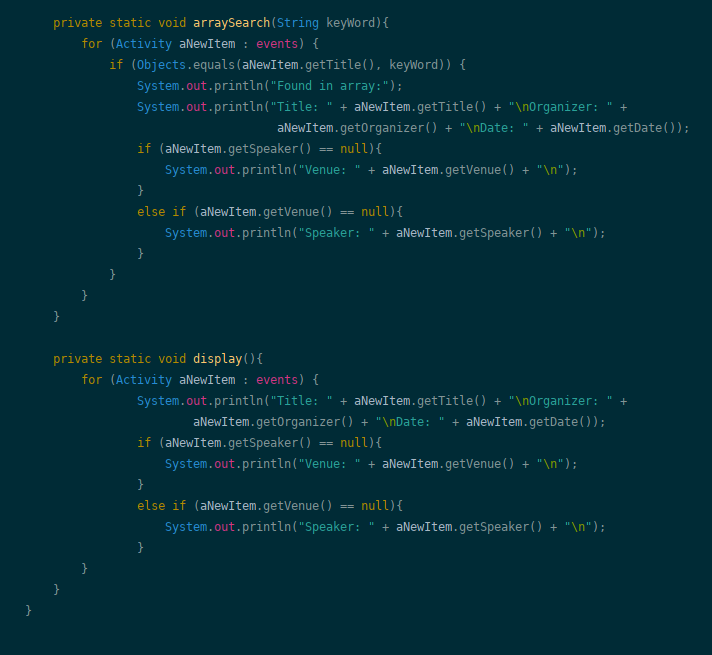 private static void arraySearch(String keyWord){
for (Activity aNewItem : events) {
if (Objects.equals(aNewItem.getTitle(), keyWord)) {
System.out.println("Found in array:");
System.out.println("Title: " + aNewItem.getTitle() + "\nOrganizer: " +
aNewItem.getOrganizer() + "\nDate: " + aNewItem.getDate());
if (aNewItem.getSpeaker() == null){
System.out.println("Venue: " + aNewItem.getVenue() + "\n");
}
else if (aNewItem.getVenue() == null){
System.out.println("Speaker: " + aNewItem.getSpeaker() + "\n");
}
}
}
}
private static void display(){
for (Activity aNewItem : events) {
System.out.println("Title: " + aNewItem.getTitle() + "\nOrganizer: " +
aNewItem.getOrganizer() + "\nDate: " + aNewItem.getDate());
if (aNewItem.getSpeaker() == null){
System.out.println("Venue: " + aNewItem.getVenue() + "\n");
}
else if (aNewItem.getVenue() == null){
System.out.println("Speaker: " + aNewItem.getSpeaker() + "\n");
}
}
}
}